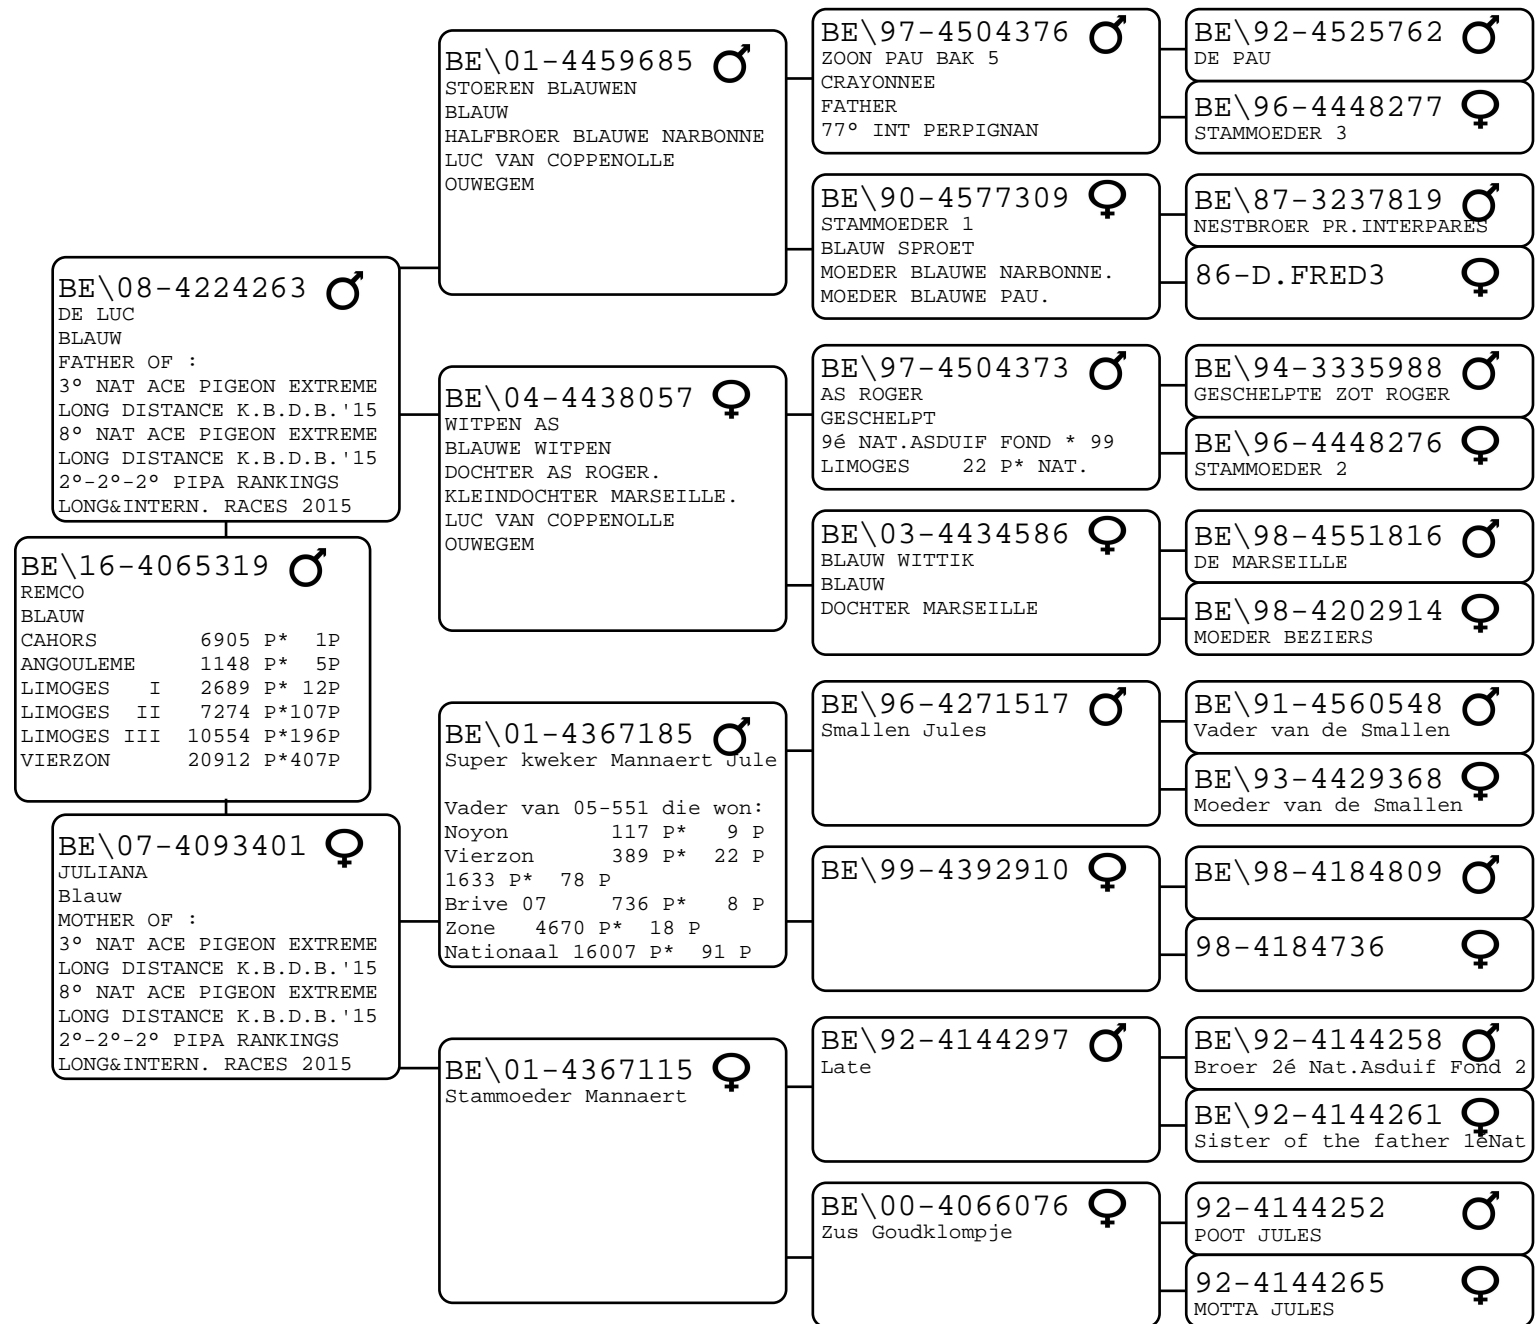 BE\16-4065319
REMCO
BLAUW
CAHORS 6905 P* 1P
ANGOULEME 1148 P* 5P
LIMOGES I 2689 P* 12P
LIMOGES II 7274 P*107P
LIMOGES III 10554 P*196P
VIERZON 20912 P*407P
BE\08-4224263
DE LUC
BLAUW
FATHER OF :
3° NAT ACE PIGEON EXTREME
LONG DISTANCE K.B.D.B.'15
8° NAT ACE PIGEON EXTREME
LONG DISTANCE K.B.D.B.'15
2°-2°-2° PIPA RANKINGS
LONG&INTERN. RACES 2015
BE\07-4093401
JULIANA
Blauw
MOTHER OF :
3° NAT ACE PIGEON EXTREME
LONG DISTANCE K.B.D.B.'15
8° NAT ACE PIGEON EXTREME
LONG DISTANCE K.B.D.B.'15
2°-2°-2° PIPA RANKINGS
LONG&INTERN. RACES 2015
BE\01-4459685
STOEREN BLAUWEN
BLAUW
HALFBROER BLAUWE NARBONNE
LUC VAN COPPENOLLE
OUWEGEM
BE\04-4438057
WITPEN AS
BLAUWE WITPEN
DOCHTER AS ROGER.
KLEINDOCHTER MARSEILLE.
LUC VAN COPPENOLLE
OUWEGEM
BE\01-4367185
Super kweker Mannaert Jule
Vader van 05-551 die won:
Noyon 117 P* 9 P
Vierzon 389 P* 22 P
1633 P* 78 P
Brive 07 736 P* 8 P
Zone 4670 P* 18 P
Nationaal 16007 P* 91 P
BE\01-4367115
Stammoeder Mannaert
BE\97-4504376
ZOON PAU BAK 5
CRAYONNEE
FATHER
77° INT PERPIGNAN
BE\90-4577309
STAMMOEDER 1
BLAUW SPROET
MOEDER BLAUWE NARBONNE.
MOEDER BLAUWE PAU.
BE\97-4504373
AS ROGER
GESCHELPT
9é NAT.ASDUIF FOND * 99
LIMOGES 22 P* NAT.
BE\03-4434586
BLAUW WITTIK
BLAUW
DOCHTER MARSEILLE
BE\96-4271517
Smallen Jules
BE\99-4392910
BE\92-4144297
Late
BE\00-4066076
Zus Goudklompje
BE\92-4525762
DE PAU
BE\96-4448277
STAMMOEDER 3
BE\87-3237819
NESTBROER PR.INTERPARES
86-D.FRED3
BE\94-3335988
GESCHELPTE ZOT ROGER
BE\96-4448276
STAMMOEDER 2
BE\98-4551816
DE MARSEILLE
BE\98-4202914
MOEDER BEZIERS
BE\91-4560548
Vader van de Smallen
BE\93-4429368
Moeder van de Smallen
BE\98-4184809
98-4184736
BE\92-4144258
Broer 2é Nat.Asduif Fond 2
BE\92-4144261
Sister of the father 1éNat
92-4144252
POOT JULES
92-4144265
MOTTA JULES